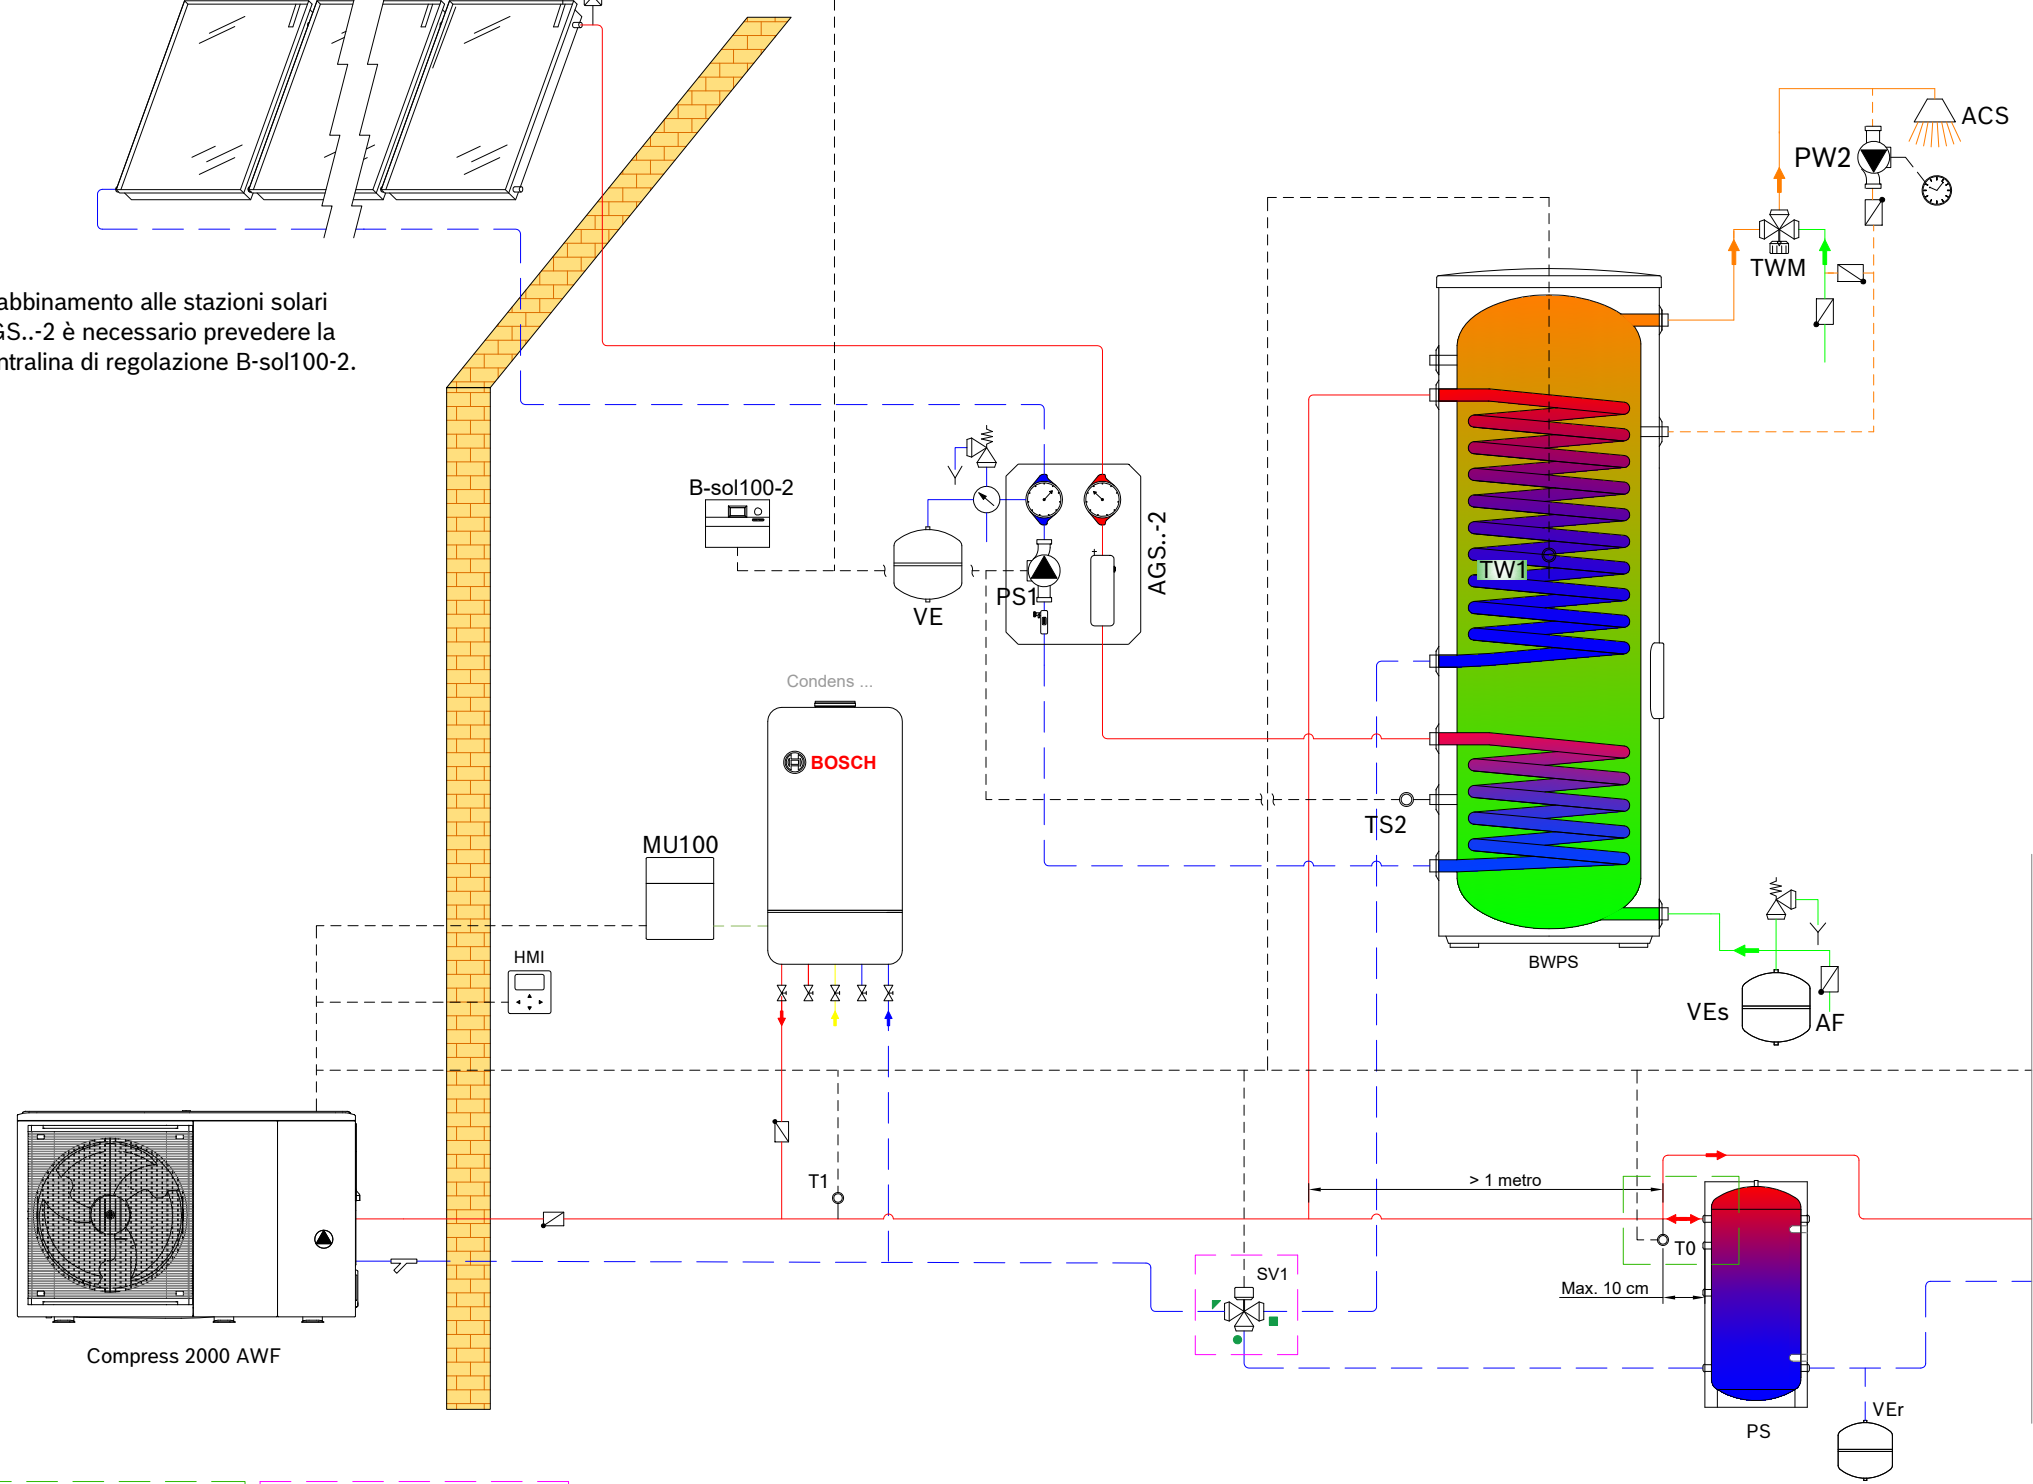 ACS
PW2
TWM
abbinamento alle stazioni solari
GS..-2 è necessario prevedere la
ntralina di regolazione B-sol100-2.
B-sol100-2
AGS..-2
TW1
PS1
VE
Condens ...
BOSCH
TS2
MU100
HMI
BWPS
VEs
AF
T1
> 1 metro
T0
SV1
Max. 10 cm
Compress 2000 AWF
VEr
PS